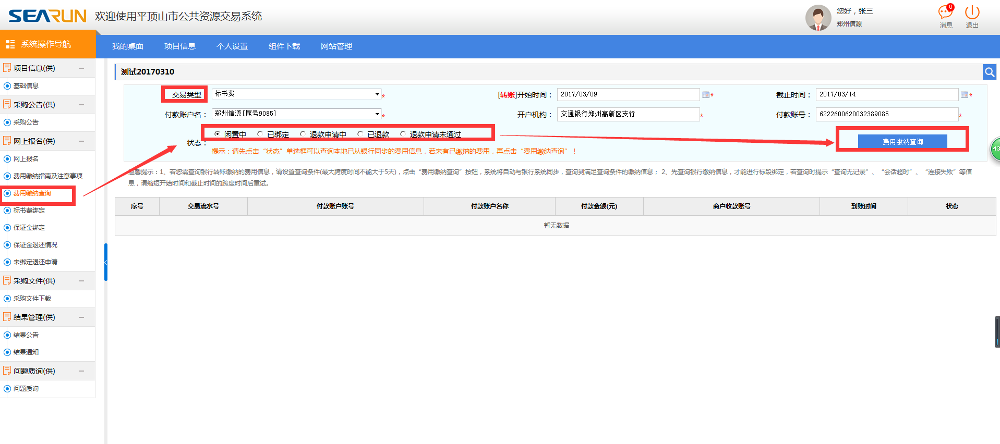 SEARUN 欢迎使用平顶山市公共资源交易系统
您好，张三
郑州信源
0
消息
退出
系统操作导航
我的桌面 项目信息 个人设置 组件下载 网站管理
项目信息(供)
基础信息
采购公告(供)
采购公告
网上报名(供)
网上报名
费用缴纳指南及注意事项
费用缴纳查询
标书费绑定
保证金绑定
保证金退还情况
未绑定退还申请
采购文件(供)
采购文件下载
结果管理(供)
结果公告
结果通知
问题质询(供)
问题质询
测试20170310
交易类型 标书费 * [转账]开始时间： 2017/03/09 * 截止时间： 2017/03/14 *
付款账户名： 郑州信源[尾号9085] * 开户机构： 交通银行郑州高新区支行 * 付款账号： 6222600620032389085 *
状态： 闲置中 已绑定 退款申请中 已退款 退款申请未通过
费用缴纳查询
提示：请先点击“状态”单选框可以查询本地已从银行同步的费用信息，若未有已缴纳的费用，再点击“费用缴纳查询”！
43
温馨提示：1、若您需查询银行转账缴纳的费用信息，请设置查询条件(最大跨度时间不能大于5天)，点击“费用缴纳查询”按钮，系统将自动与银行系统同步，查询到满足查询条件的缴纳信息； 2、先查询银行缴纳信息，才能进行标段绑定，若查询时提示“查询无记录”、“会话超时”、“连接失败”等信
息，请缩短开始时间和截止时间的跨度时间后重试。
序号 交易流水号 付款账户账号 付款账户名称 付款金额(元) 商户收款账号 到账时间 状态
暂无数据